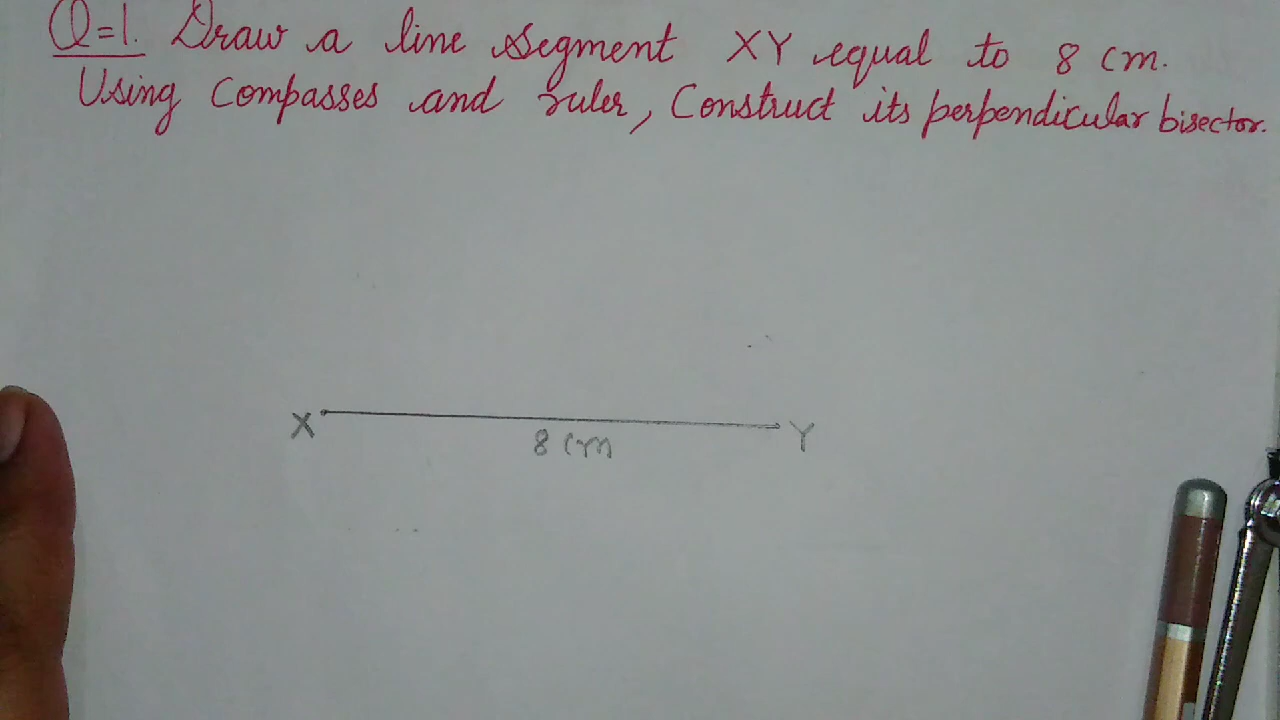 Q=1. Draw a line segment XY equal to 8 cm.
Using Compasses and ruler, Construct its perpendicular bisector.
X Y
8 cm